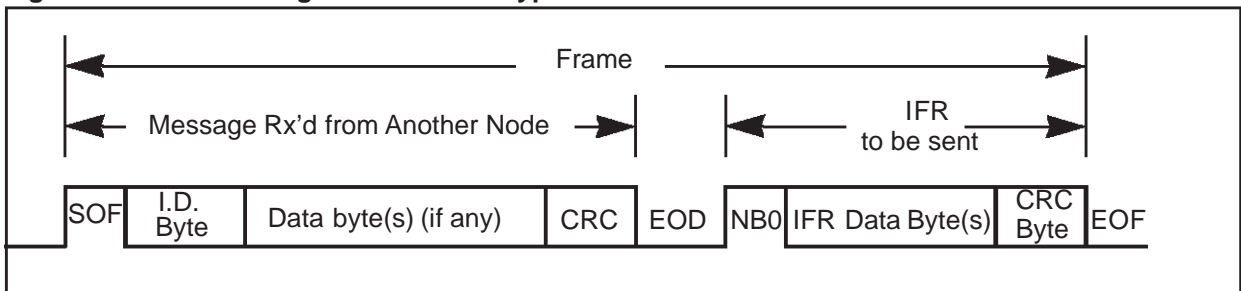 Frame
Message Rx'd from Another Node
IFR
to be sent
SOF
I.D.
Byte
Data byte(s) (if any)
CRC
EOD
NB0
IFR Data Byte(s)
CRC
Byte
EOF